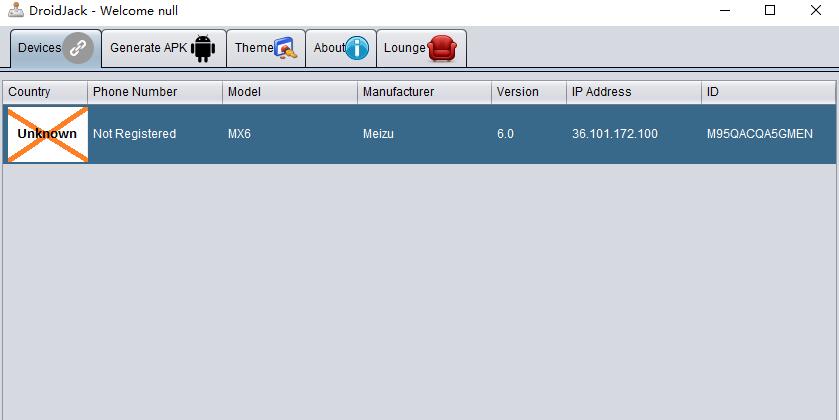 DroidJack - Welcome null
Devices Generate APK Theme About Lounge
Country Phone Number Model Manufacturer Version IP Address ID
Unknown Not Registered MX6 Meizu 6.0 36.101.172.100 M95QACQA5GMEN